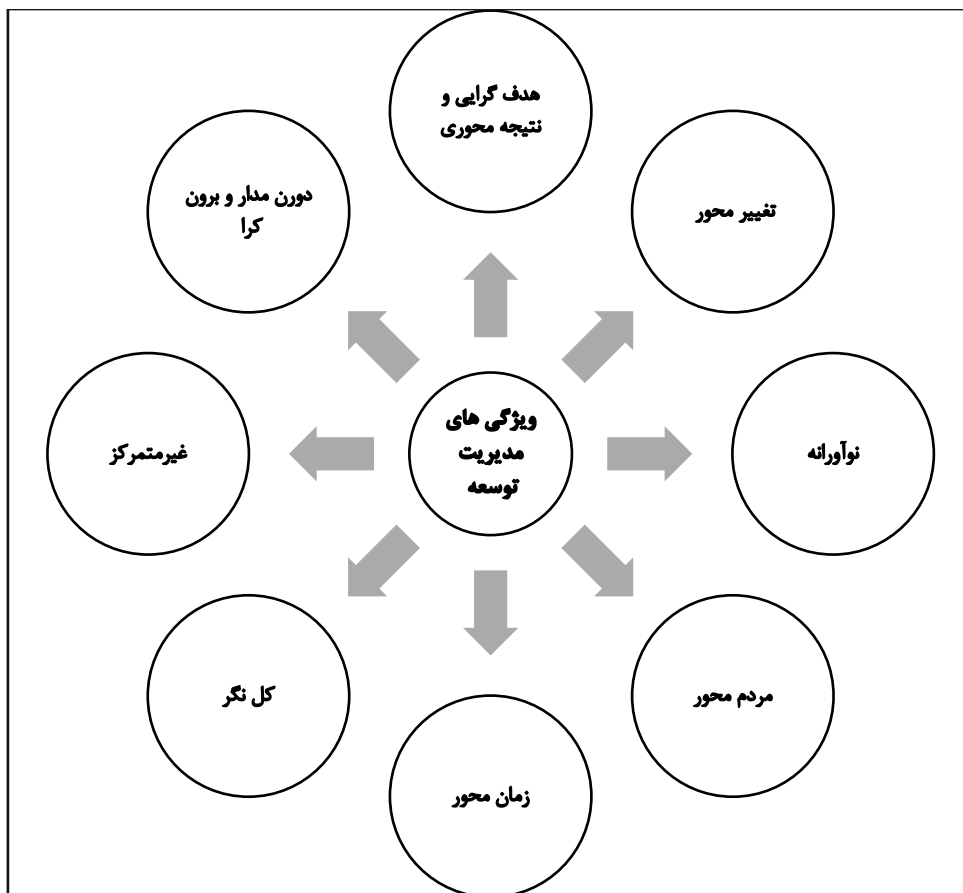 هدف گرایی و
نتیجه محوری
تغییر محور
نوآورانه
مردم محور
زمان محور
کل نگر
غیرمتمرکز
دورن مدار و برون
کرا
ویژگی های
مدیریت
توسعه